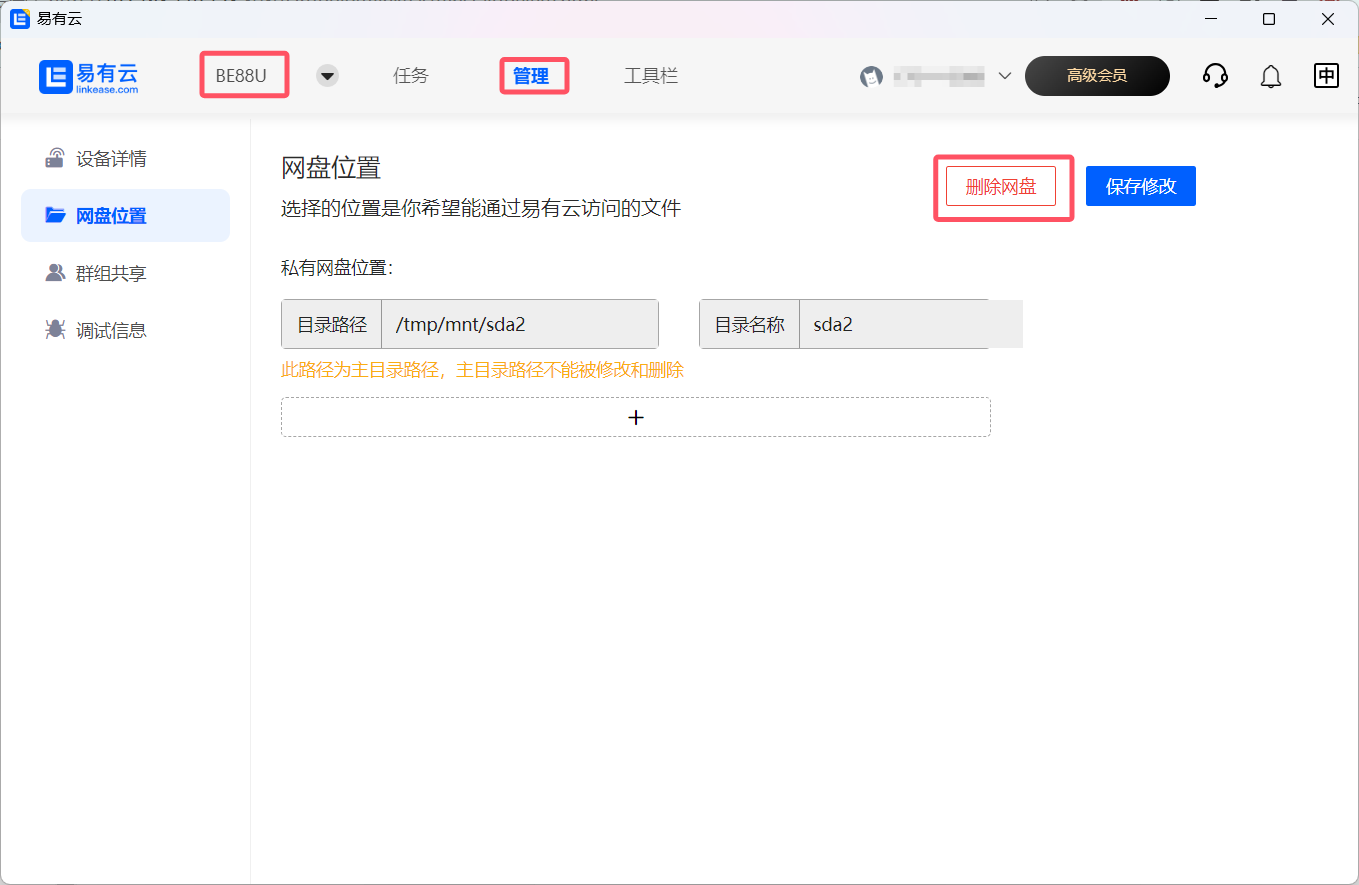 易有云
易有云
linkease.com
BE88U
任务
管理
工具栏
高级会员
中
设备详情
网盘位置
群组共享
调试信息
网盘位置
选择的位置是你希望能通过易有云访问的文件
删除网盘
保存修改
私有网盘位置：
目录路径 /tmp/mnt/sda2
目录名称 sda2
此路径为主目录路径，主目录路径不能被修改和删除
+